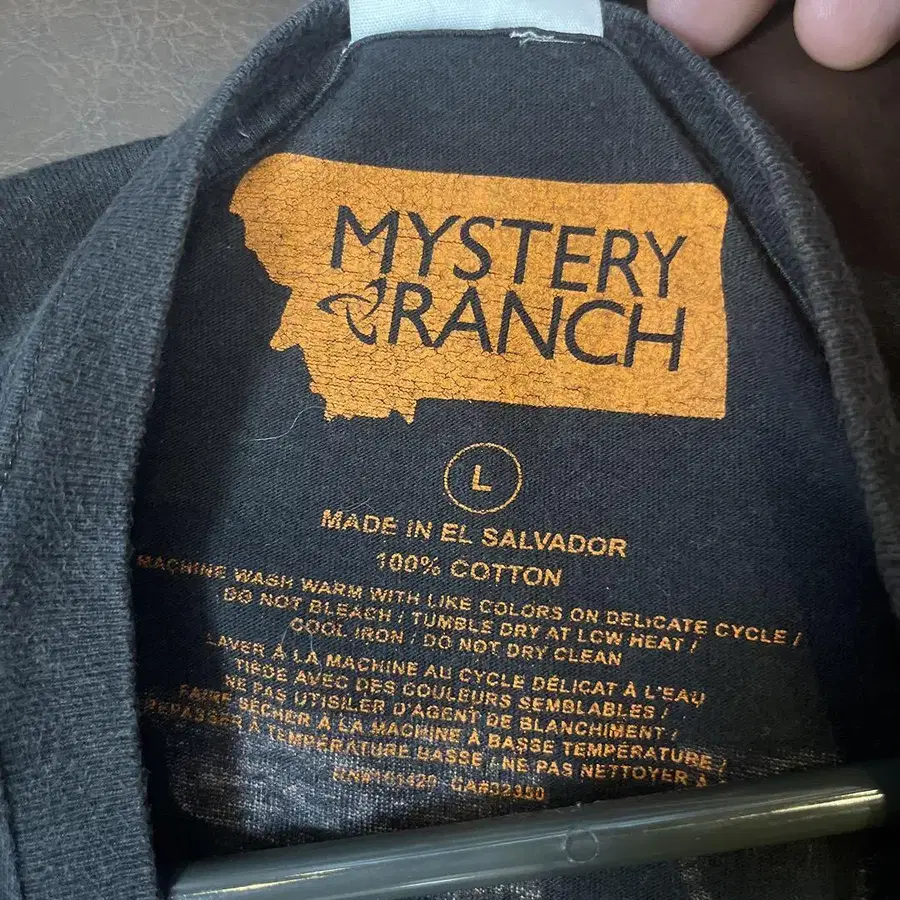 MYSTERY
RANCH
L
MADE IN EL SALVADOR
100% COTTON
MACHINE WASH WARM WITH LIKE COLORS ON DELICATE CYCLE /
DO NOT BLEACH / TUMBLE DRY AT LOW HEAT /
COOL IRON / DO NOT DRY CLEAN
LAVER À LA MACHINE AU CYCLE DÉLICAT À L'EAU
TIÈDE AVEC DES COULEURS SEMBLABLES /
NE PAS UTISILER D'AGENT DE BLANCHIMENT /
FAIRE SÉCHER À LA MACHINE À BASSE TEMPÉRATURE /
REPASSER À TEMPÉRATURE BASSE / NE PAS NETTOYER À
CA#32350